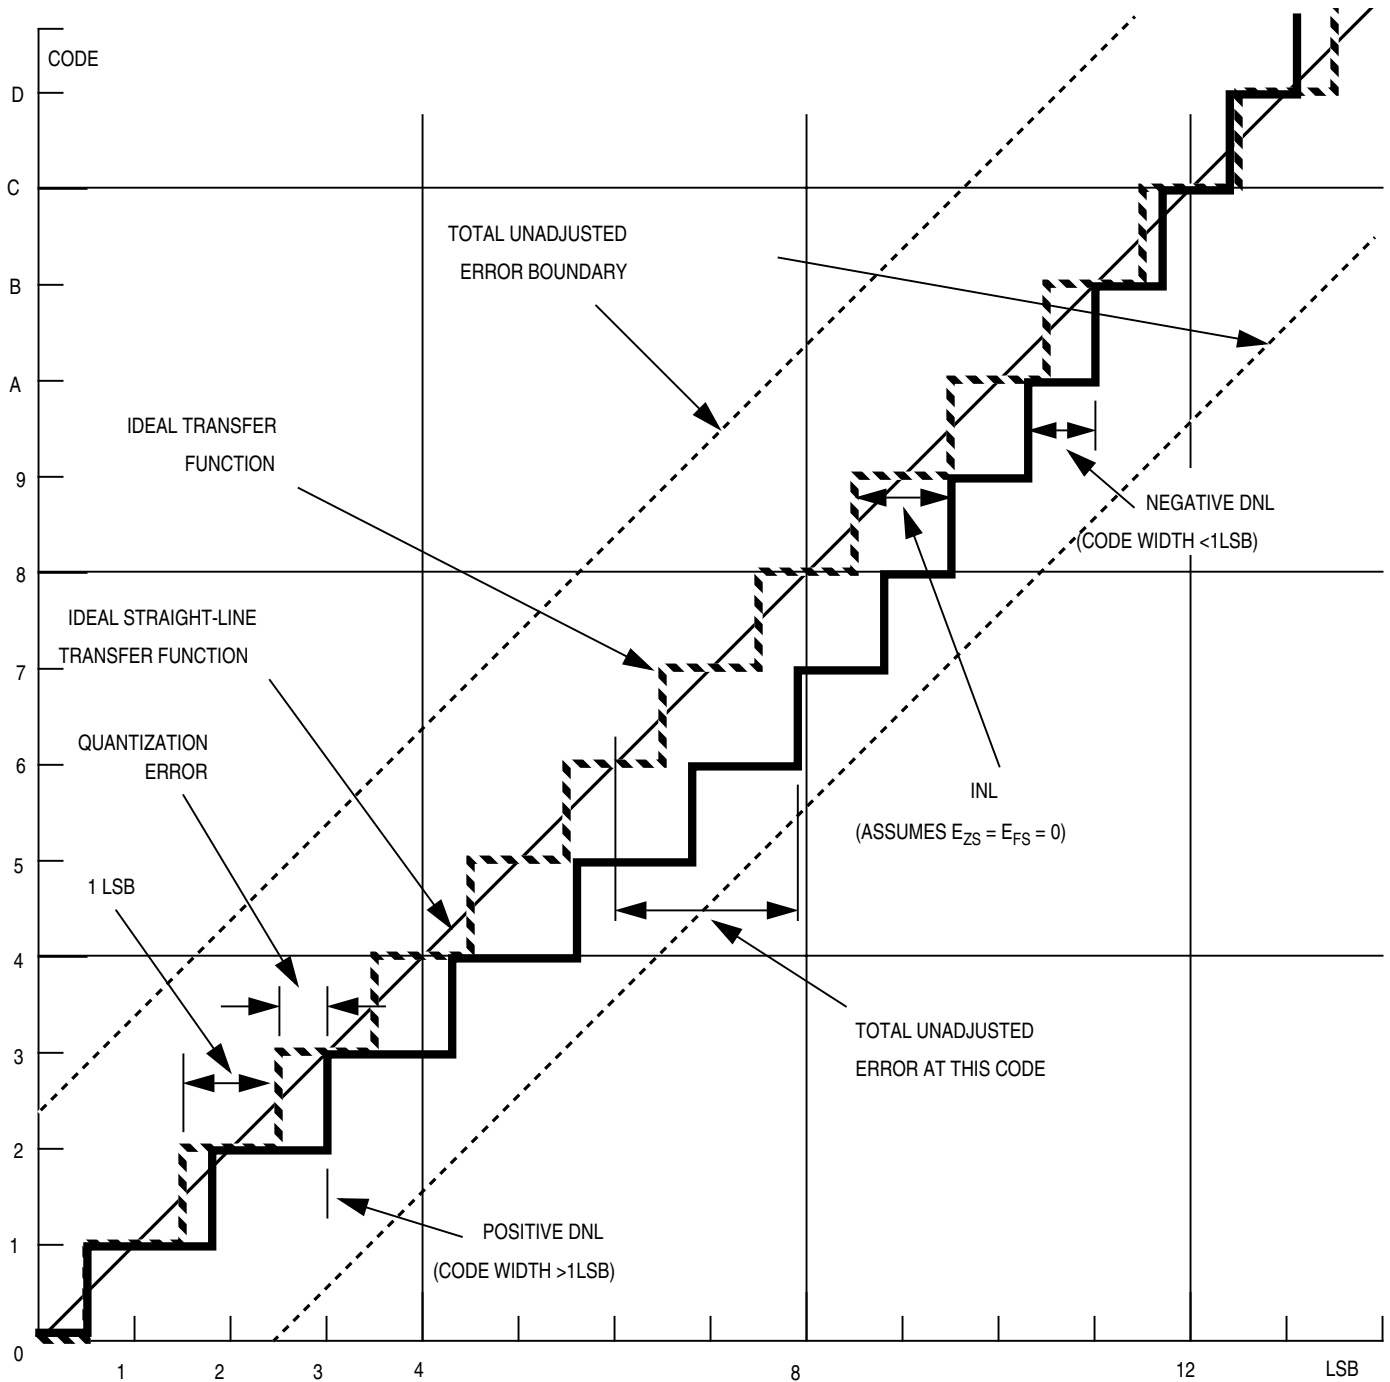 CODE
D
C
TOTAL UNADJUSTED
ERROR BOUNDARY
B
A
IDEAL TRANSFER
FUNCTION
9
NEGATIVE DNL
(CODE WIDTH <1LSB)
8
IDEAL STRAIGHT-LINE
TRANSFER FUNCTION
7
QUANTIZATION
ERROR
6
INL
(ASSUMES EZS = EFS = 0)
5
1 LSB
4
TOTAL UNADJUSTED
ERROR AT THIS CODE
3
2
POSITIVE DNL
(CODE WIDTH >1LSB)
1
0
1 2 3 4 8 12 LSB